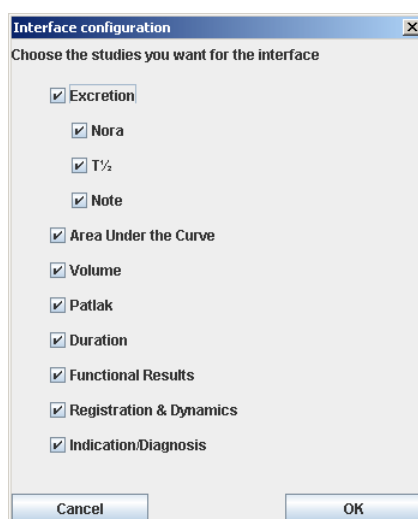 Interface configuration
Choose the studies you want for the interface
Excretion
Nora
T½
Note
Area Under the Curve
Volume
Patlak
Duration
Functional Results
Registration & Dynamics
Indication/Diagnosis
Cancel OK